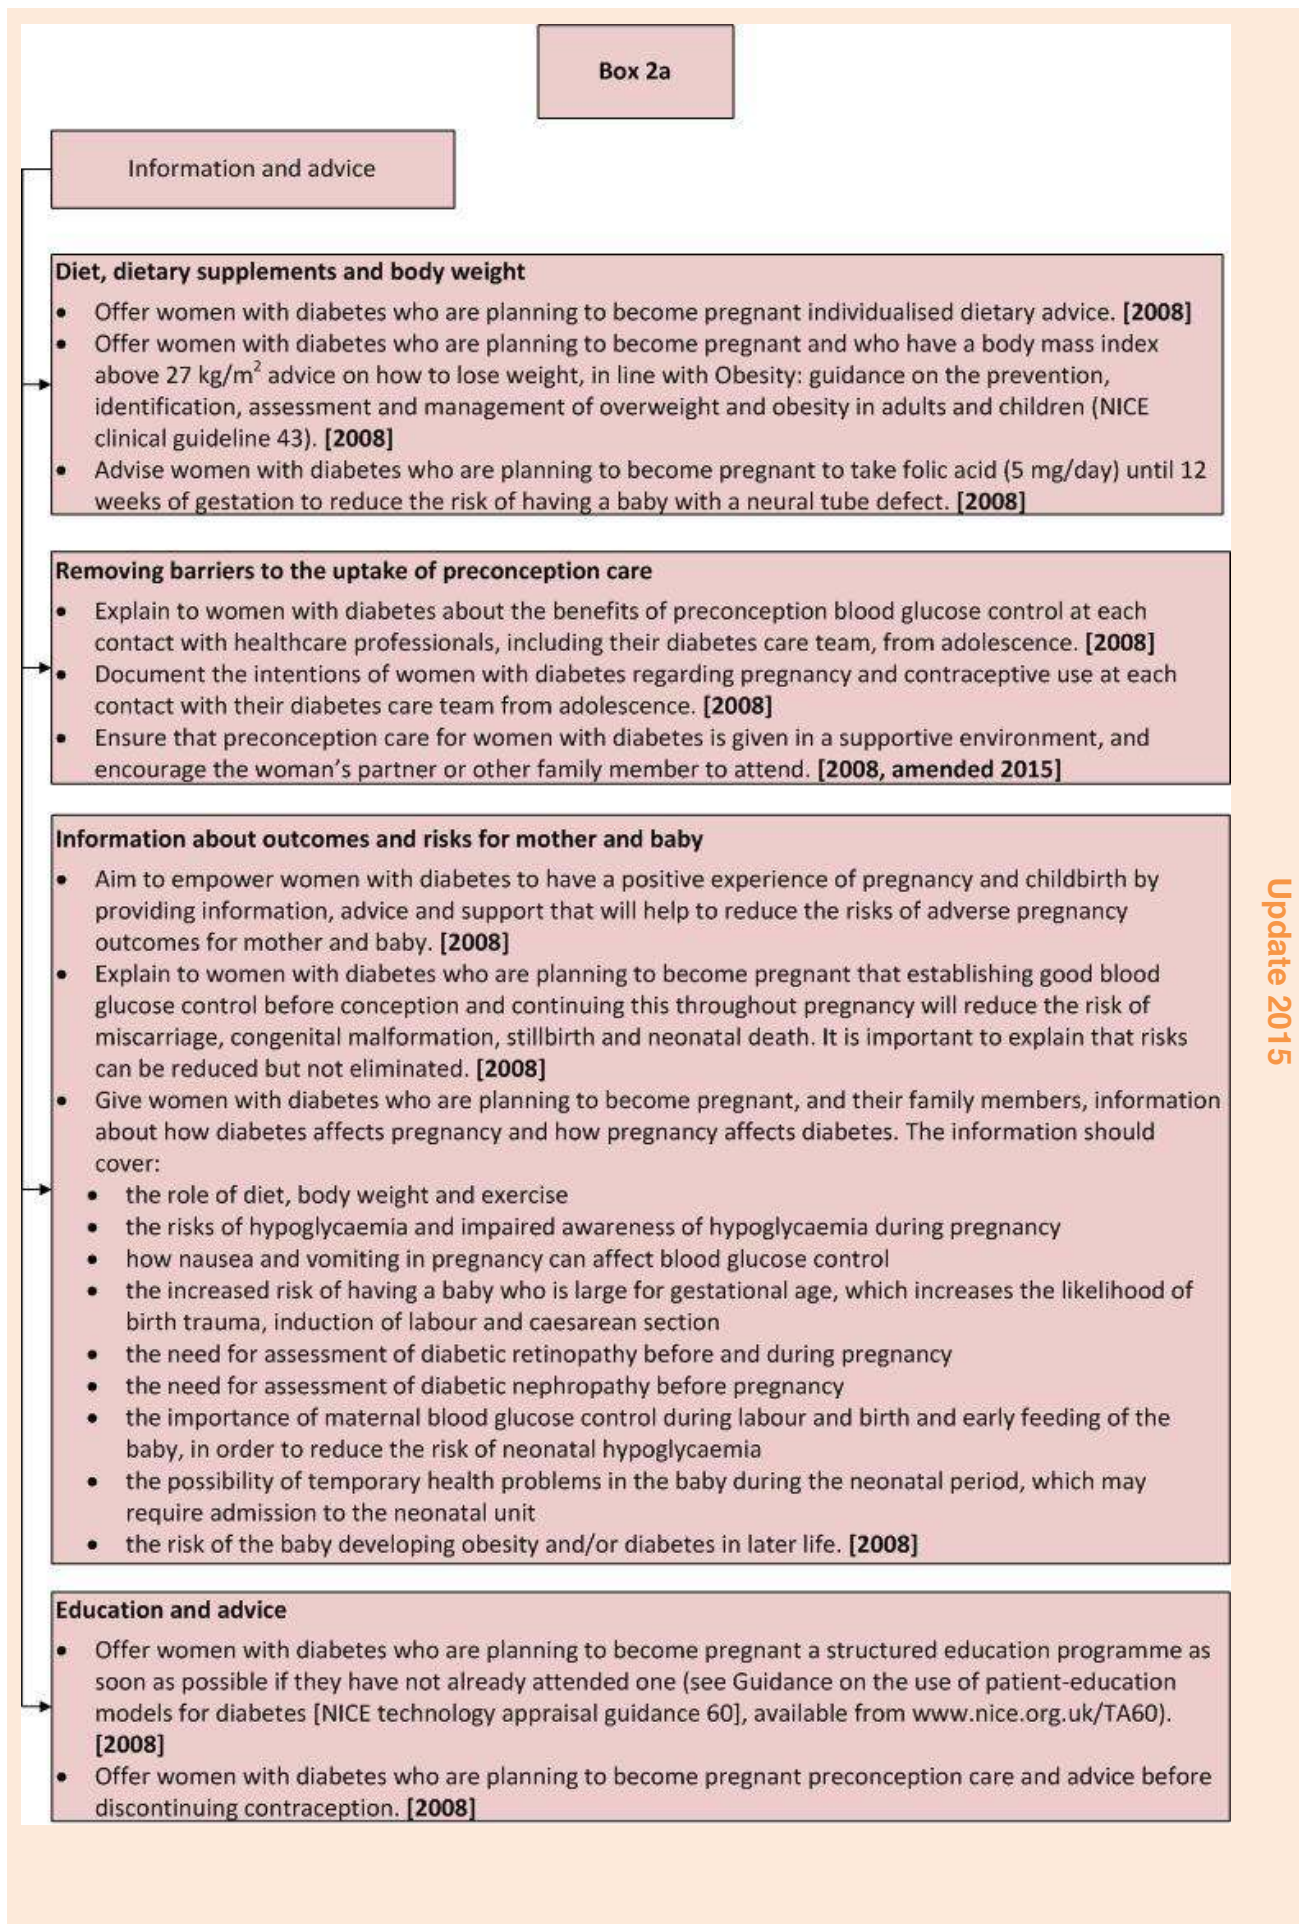 Box 2a
Information and advice
Diet, dietary supplements and body weight
• Offer women with diabetes who are planning to become pregnant individualised dietary advice. [2008]
• Offer women with diabetes who are planning to become pregnant and who have a body mass index
above 27 kg/m² advice on how to lose weight, in line with Obesity: guidance on the prevention,
identification, assessment and management of overweight and obesity in adults and children (NICE
clinical guideline 43). [2008]
• Advise women with diabetes who are planning to become pregnant to take folic acid (5 mg/day) until 12
weeks of gestation to reduce the risk of having a baby with a neural tube defect. [2008]
Removing barriers to the uptake of preconception care
• Explain to women with diabetes about the benefits of preconception blood glucose control at each
contact with healthcare professionals, including their diabetes care team, from adolescence. [2008]
• Document the intentions of women with diabetes regarding pregnancy and contraceptive use at each
contact with their diabetes care team from adolescence. [2008]
• Ensure that preconception care for women with diabetes is given in a supportive environment, and
encourage the woman's partner or other family member to attend. [2008, amended 2015]
Information about outcomes and risks for mother and baby
• Aim to empower women with diabetes to have a positive experience of pregnancy and childbirth by
providing information, advice and support that will help to reduce the risks of adverse pregnancy
outcomes for mother and baby. [2008]
• Explain to women with diabetes who are planning to become pregnant that establishing good blood
glucose control before conception and continuing this throughout pregnancy will reduce the risk of
miscarriage, congenital malformation, stillbirth and neonatal death. It is important to explain that risks
can be reduced but not eliminated. [2008]
• Give women with diabetes who are planning to become pregnant, and their family members, information
about how diabetes affects pregnancy and how pregnancy affects diabetes. The information should
cover:
• the role of diet, body weight and exercise
• the risks of hypoglycaemia and impaired awareness of hypoglycaemia during pregnancy
• how nausea and vomiting in pregnancy can affect blood glucose control
• the increased risk of having a baby who is large for gestational age, which increases the likelihood of
birth trauma, induction of labour and caesarean section
• the need for assessment of diabetic retinopathy before and during pregnancy
• the need for assessment of diabetic nephropathy before pregnancy
• the importance of maternal blood glucose control during labour and birth and early feeding of the
baby, in order to reduce the risk of neonatal hypoglycaemia
• the possibility of temporary health problems in the baby during the neonatal period, which may
require admission to the neonatal unit
• the risk of the baby developing obesity and/or diabetes in later life. [2008]
Education and advice
• Offer women with diabetes who are planning to become pregnant a structured education programme as
soon as possible if they have not already attended one (see Guidance on the use of patient-education
models for diabetes [NICE technology appraisal guidance 60], available from www.nice.org.uk/TA60).
[2008]
• Offer women with diabetes who are planning to become pregnant preconception care and advice before
discontinuing contraception. [2008]
Update 2015